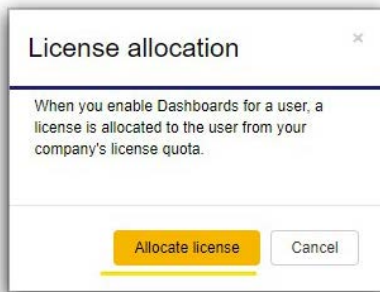 License allocation
×
When you enable Dashboards for a user, a
license is allocated to the user from your
company's license quota.
Allocate license
Cancel